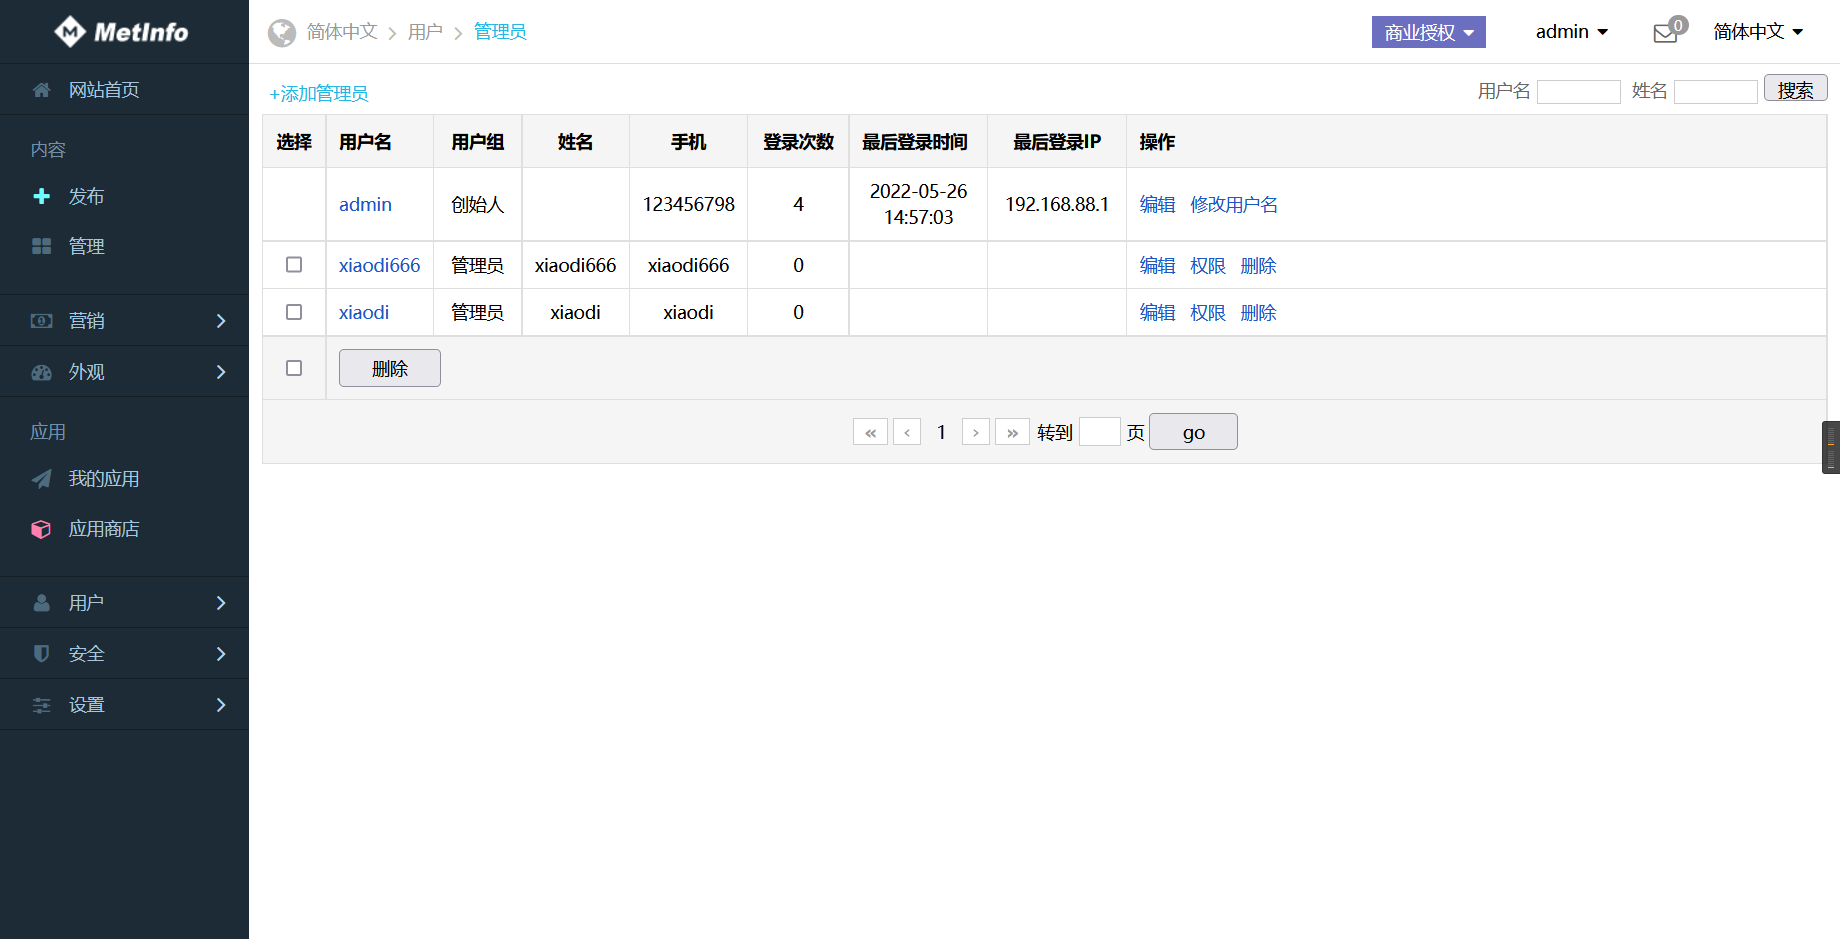 MetInfo
简体中文 > 用户 > 管理员
商业授权
admin
0
简体中文
网站首页
内容
发布
管理
营销
外观
应用
我的应用
应用商店
用户
安全
设置
+添加管理员
用户名 姓名 搜索
选择 用户名 用户组 姓名 手机 登录次数 最后登录时间 最后登录IP 操作
admin 创始人 123456798 4 2022-05-26 14:57:03 192.168.88.1 编辑 修改用户名
xiaodi666 管理员 xiaodi666 xiaodi666 0 编辑 权限 删除
xiaodi 管理员 xiaodi xiaodi 0 编辑 权限 删除
删除
« ‹ 1 › » 转到 页 go